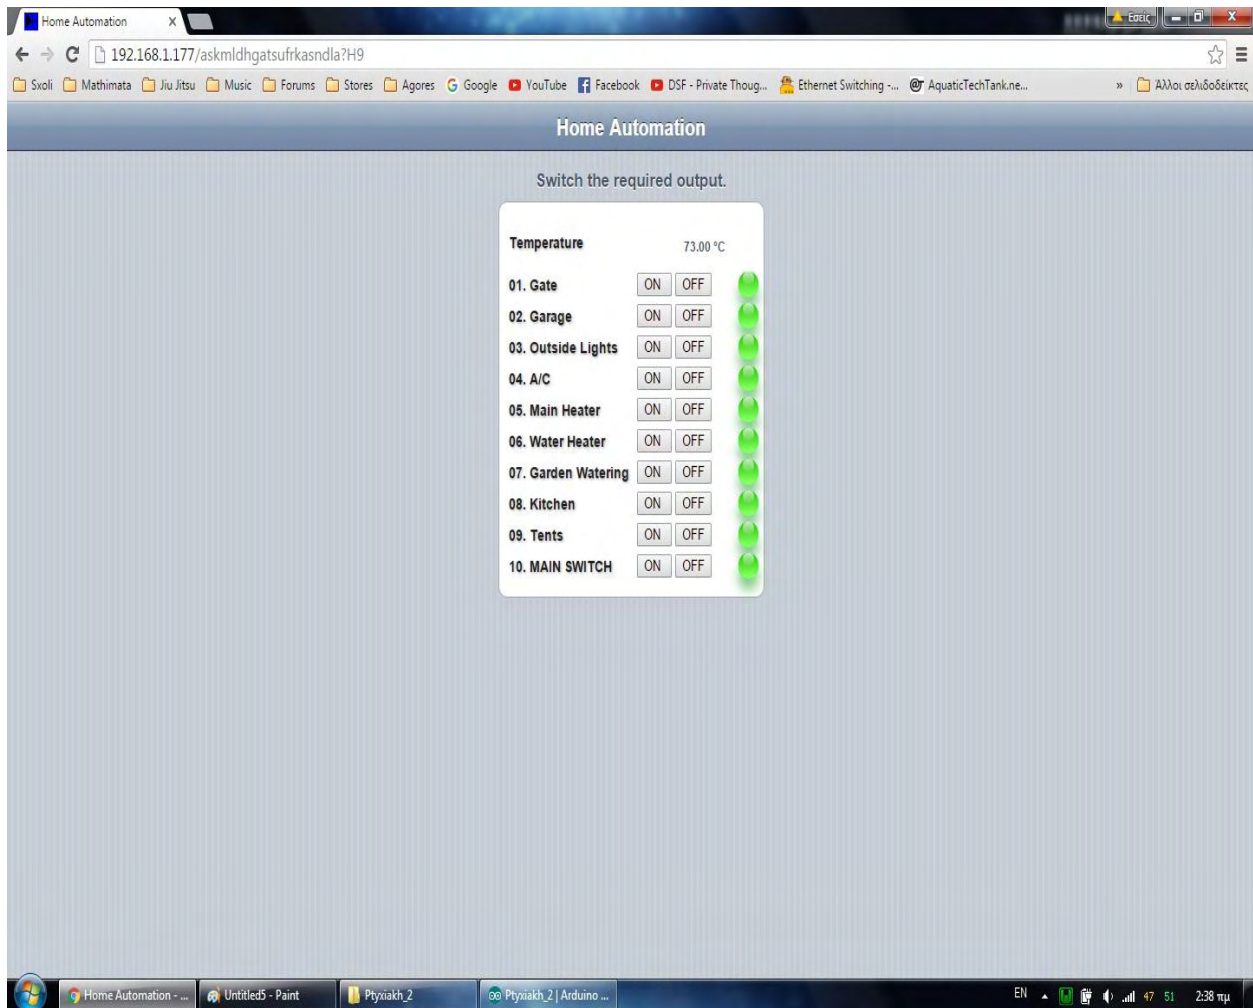 Home Automation
Εσείς
192.168.1.177/askmldhgatsufrkasndla?H9
Sxoli Mathimata Jiu Jitsu Music Forums Stores Agores Google YouTube Facebook DSF - Private Thoug... Ethernet Switching -... AquaticTechTank.ne... » Άλλοι σελιδοδείκτες
Home Automation
Switch the required output.
Temperature 73.00 °C
01. Gate ON OFF
02. Garage ON OFF
03. Outside Lights ON OFF
04. A/C ON OFF
05. Main Heater ON OFF
06. Water Heater ON OFF
07. Garden Watering ON OFF
08. Kitchen ON OFF
09. Tents ON OFF
10. MAIN SWITCH ON OFF
Home Automation - ... Untitled5 - Paint Ptyxiakh_2 Ptyxiakh_2 | Arduino ... EN 47 51 2:38 πμ